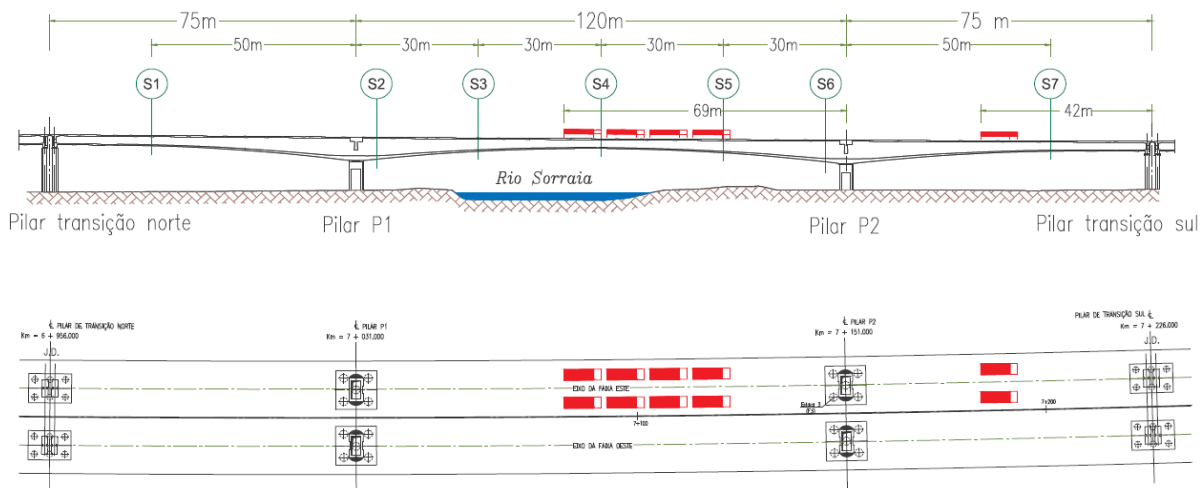 75m 120m 75 m
50m 30m 30m 30m 30m 50m
S1 S2 S3 S4 S5 S6 S7
69m 42m
Rio Sorraia
Pilar transição norte Pilar P1 Pilar P2 Pilar transição sul
℄ PILAR DE TRANSIÇÃO NORTE
Km = 6 + 956.000
J.D.
℄ PILAR P1
Km = 7 + 031.000
℄ PILAR P2
Km = 7 + 151.000
PILAR DE TRANSIÇÃO SUL ℄
Km = 7 + 226.000
J.D.
EIXO DA FAIXA ESTE
7+100
7+200
EIXO DA FAIXA OESTE